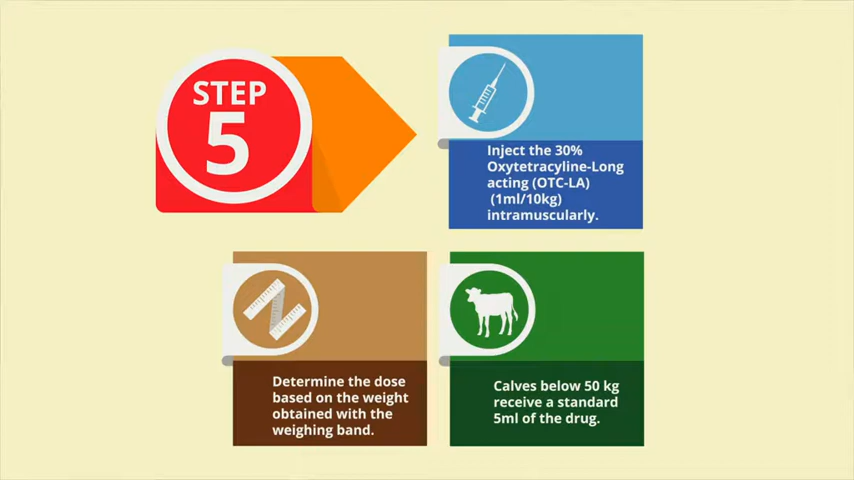 STEP
5
Inject the 30%
Oxytetracyline-Long
acting (OTC-LA)
(1ml/10kg)
intramuscularly.
Determine the dose
based on the weight
obtained with the
weighing band.
Calves below 50 kg
receive a standard
5ml of the drug.